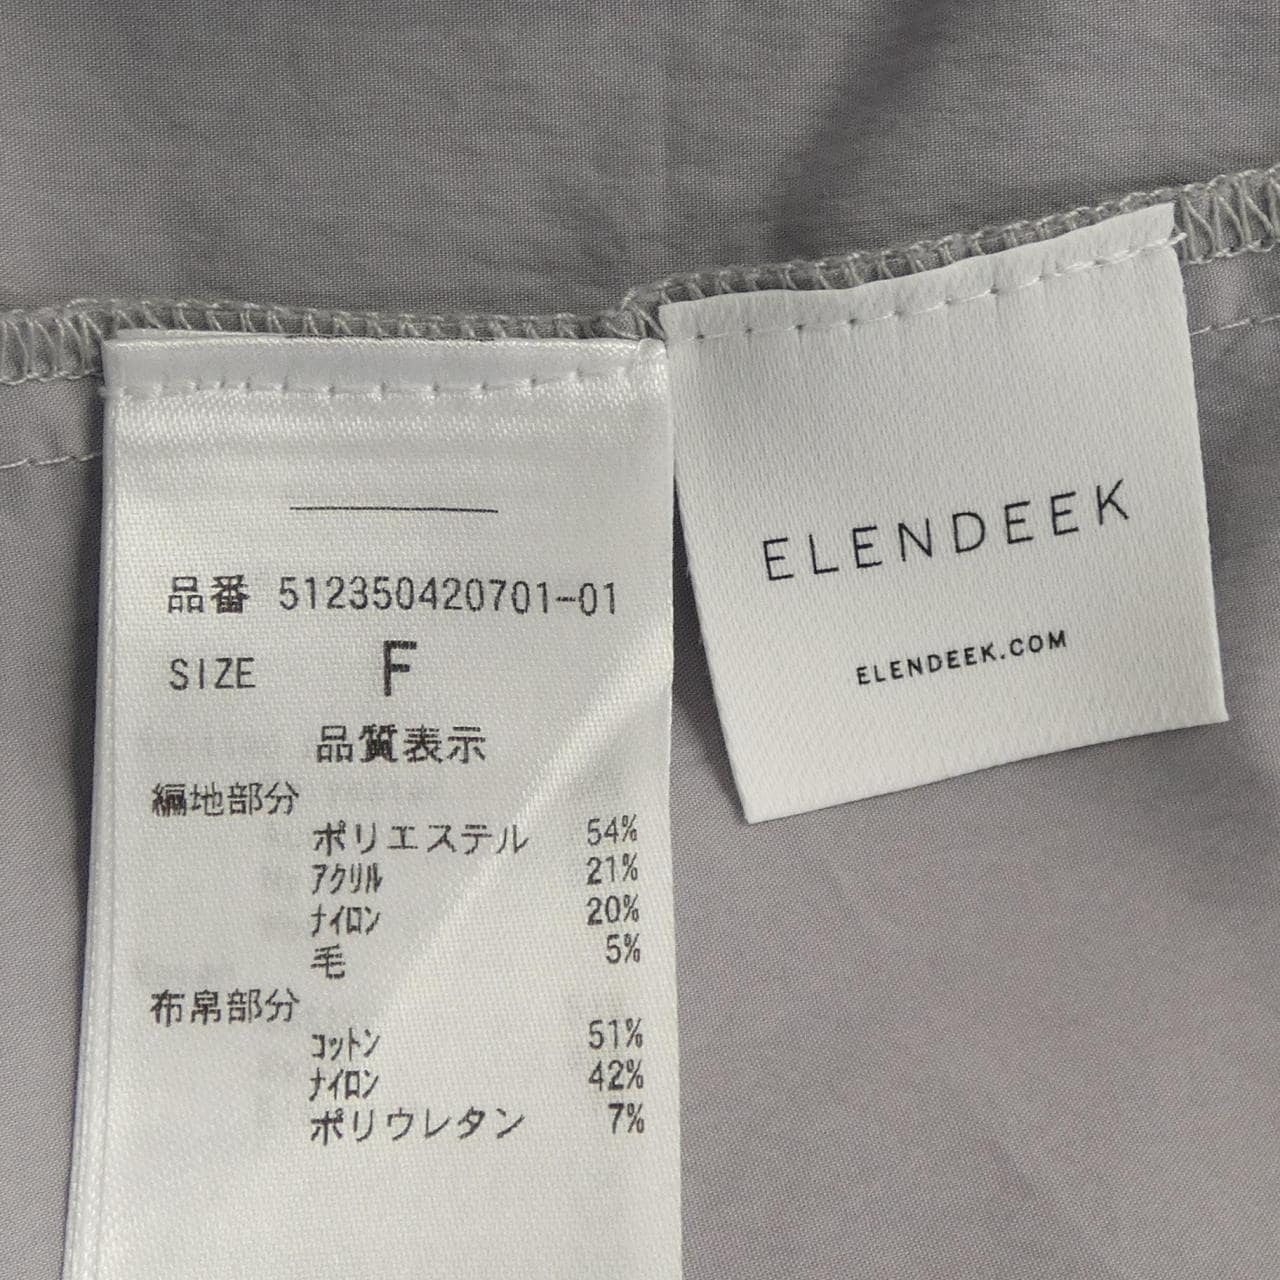 品番 512350420701-01
SIZE F
品質表示
編地部分
ポリエステル 54%
アクリル 21%
ナイロン 20%
毛 5%
布帛部分
コットン 51%
ナイロン 42%
ポリウレタン 7%
ELENDEEK
ELENDEEK.COM